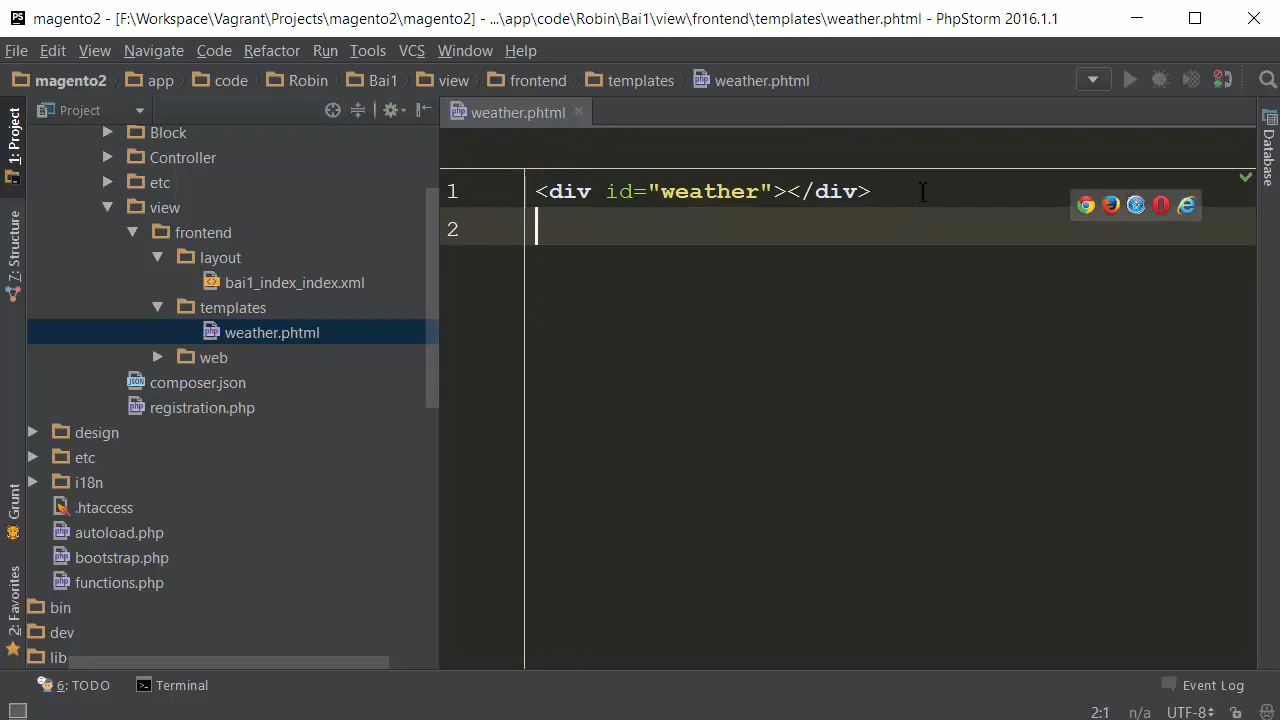 magento2 - [F:\Workspace\Vagrant\Projects\magento2\magento2] - ...\app\code\Robin\Bai1\view\frontend\templates\weather.phtml - PhpStorm 2016.1.1
File Edit View Navigate Code Refactor Run Tools VCS Window Help
magento2 app code Robin Bai1 view frontend templates weather.phtml
Project
weather.phtml
1: Project
7: Structure
Grunt
2: Favorites
Block
Controller
etc
view
frontend
layout
bai1_index_index.xml
templates
weather.phtml
web
composer.json
registration.php
design
etc
i18n
.htaccess
autoload.php
bootstrap.php
functions.php
bin
dev
lib
1 <div id="weather"></div>
2
Database
6: TODO Terminal Event Log
2:1 n/a UTF-8